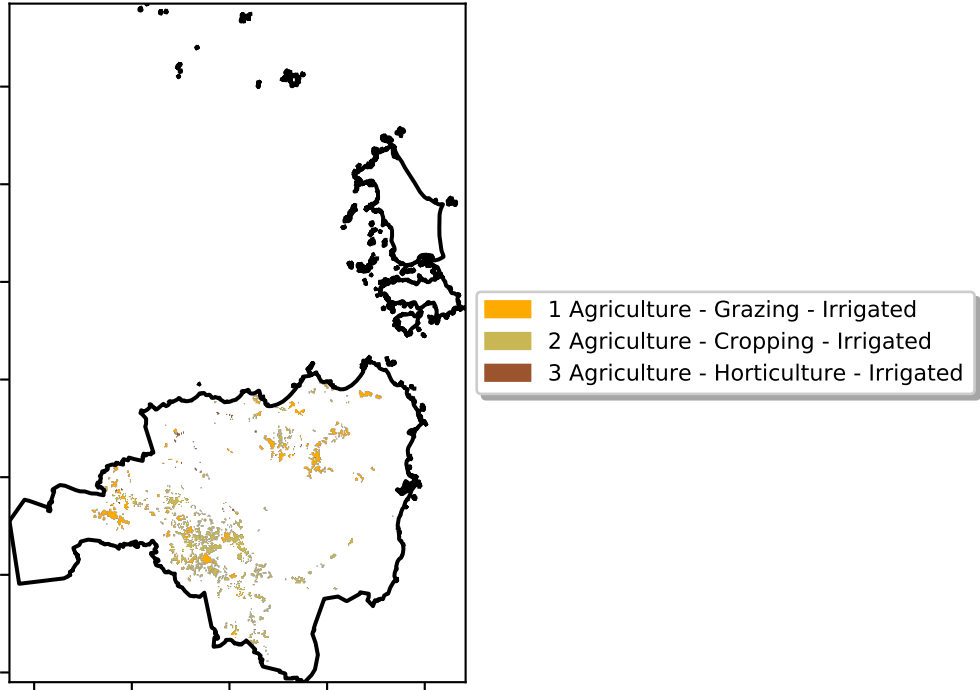 1 Agriculture - Grazing - Irrigated
2 Agriculture - Cropping - Irrigated
3 Agriculture - Horticulture - Irrigated